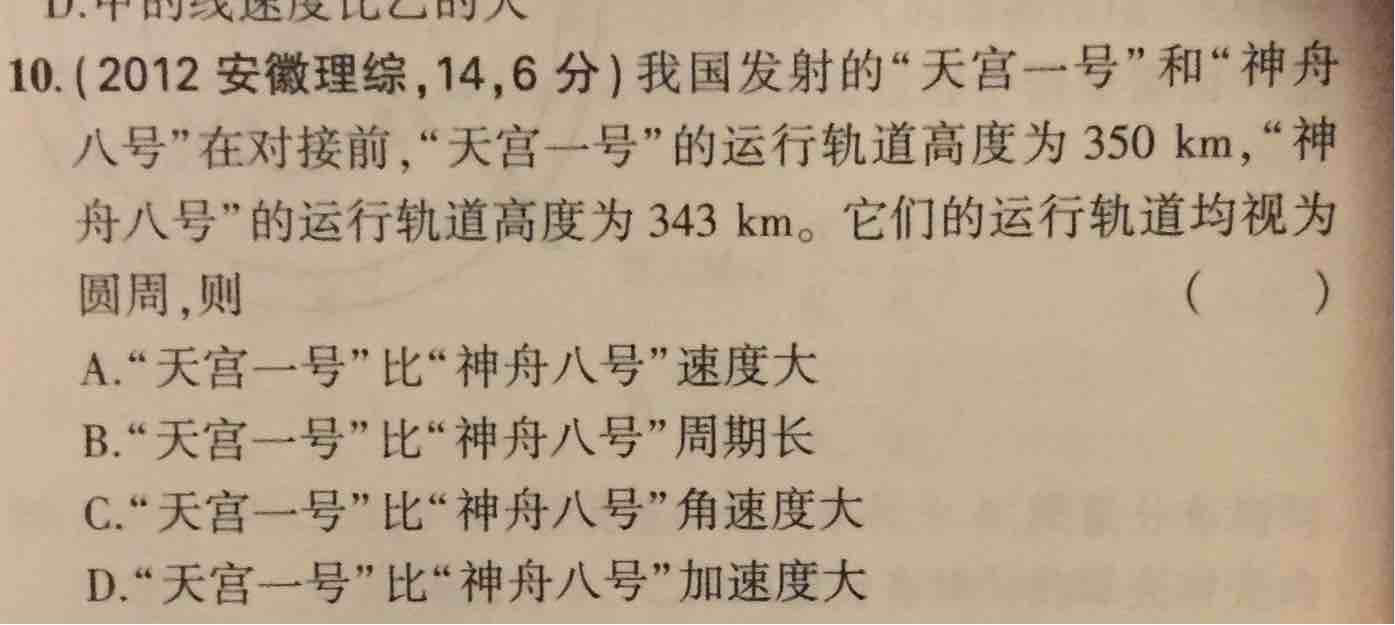 D.甲的线速度比乙的大
10.(2012 安徽理综,14,6 分)我国发射的“天宫一号”和“神舟
八号”在对接前,“天宫一号”的运行轨道高度为 350 km,“神
舟八号”的运行轨道高度为 343 km。它们的运行轨道均视为
圆周,则 (  )
A.“天宫一号”比“神舟八号”速度大
B.“天宫一号”比“神舟八号”周期长
C.“天宫一号”比“神舟八号”角速度大
D.“天宫一号”比“神舟八号”加速度大